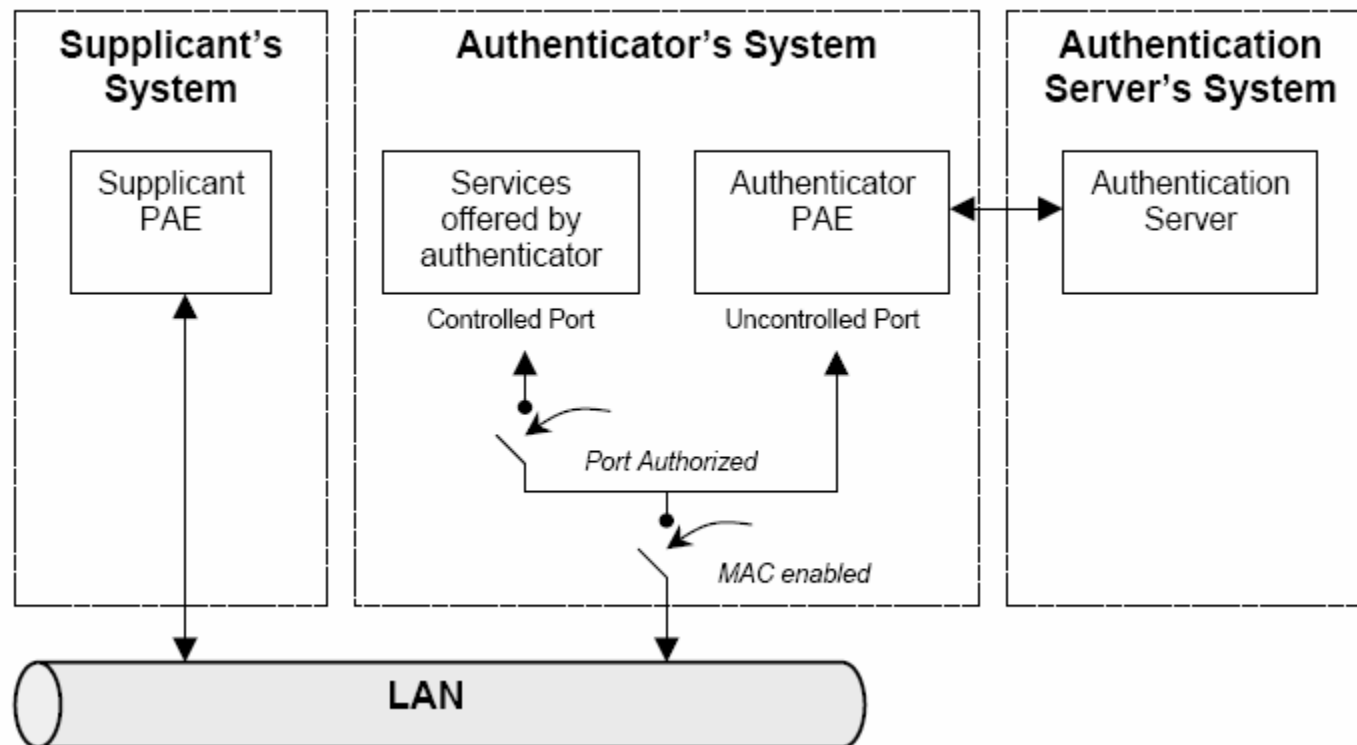 Supplicant’s
System
Authenticator’s System
Authentication
Server’s System
Supplicant
PAE
Services
offered by
authenticator
Authenticator
PAE
Authentication
Server
Controlled Port
Uncontrolled Port
Port Authorized
MAC enabled
LAN